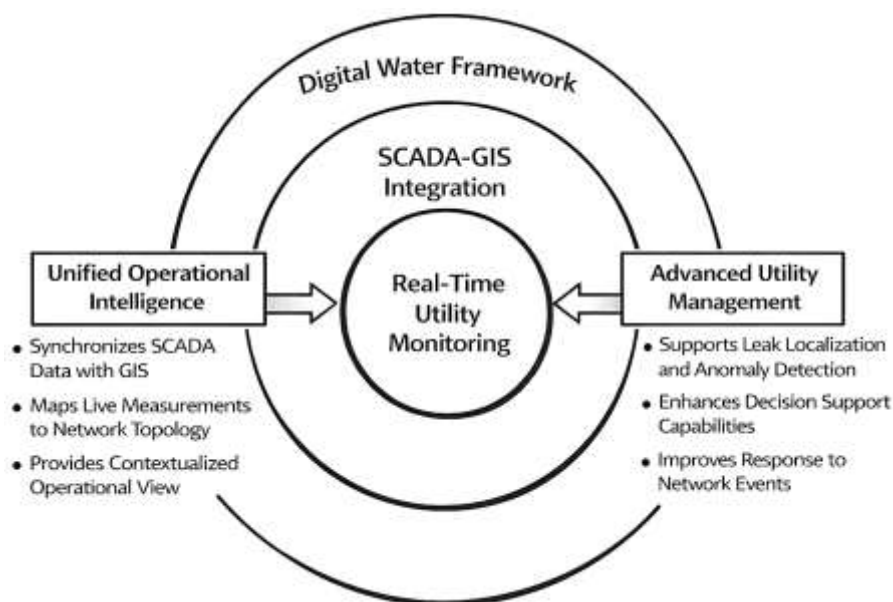 Digital Water Framework
SCADA-GIS
Integration
Real-Time
Utility
Monitoring
Unified Operational
Intelligence
• Synchronizes SCADA
Data with GIS
• Maps Live Measurements
to Network Topology
• Provides Contextualized
Operational View
Advanced Utility
Management
• Supports Leak Localization
and Anomaly Detection
• Enhances Decision Support
Capabilities
• Improves Response to
Network Events